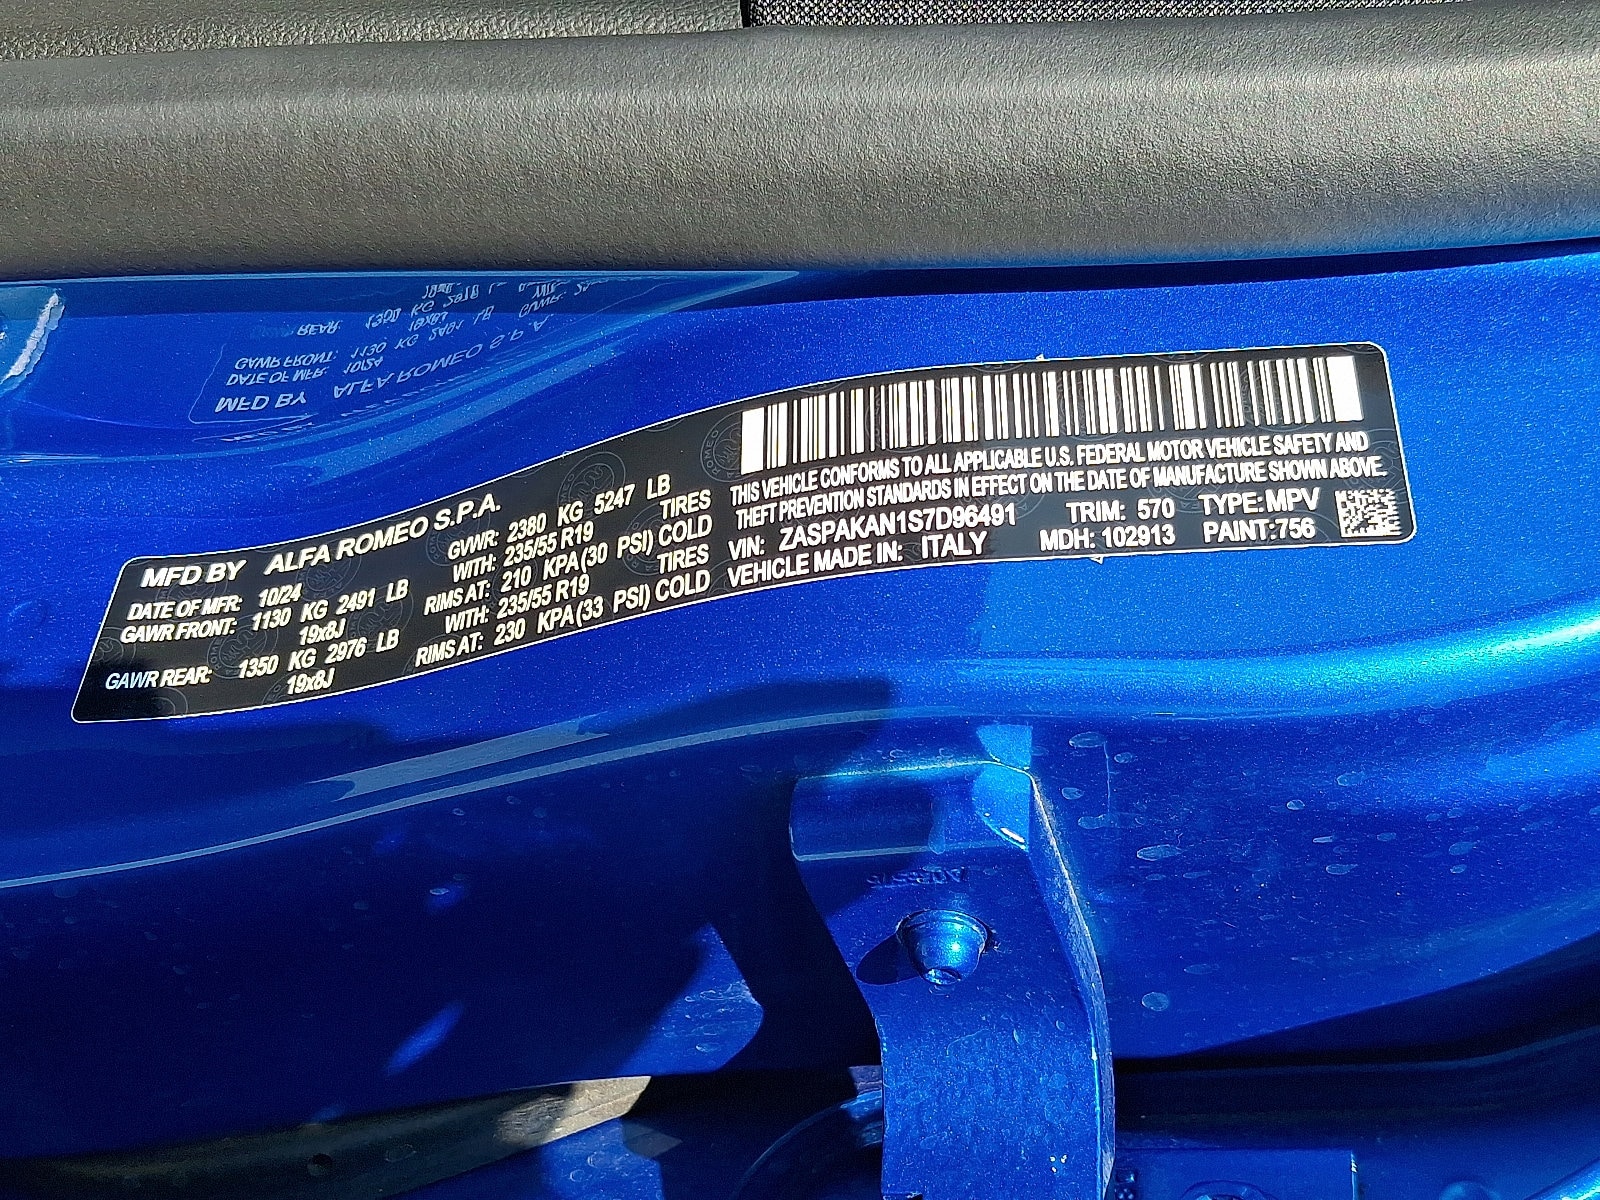 MFD BY ALFA ROMEO S.P.A.
DATE OF MFR: 10/24 GVWR: 2380 KG 5247 LB
GAWR FRONT: 1130 KG 2491 LB WITH: 235/55 R19 TIRES
19x8J RIMS AT: 210 KPA(30 PSI) COLD
GAWR REAR: 1350 KG 2976 LB WITH: 235/55 R19 TIRES
19x8J RIMS AT: 230 KPA(33 PSI) COLD
THIS VEHICLE CONFORMS TO ALL APPLICABLE U.S. FEDERAL MOTOR VEHICLE SAFETY AND
THEFT PREVENTION STANDARDS IN EFFECT ON THE DATE OF MANUFACTURE SHOWN ABOVE.
VIN: ZASPAKAN1S7D96491 TRIM: 570 TYPE: MPV
VEHICLE MADE IN: ITALY MDH: 102913 PAINT:756